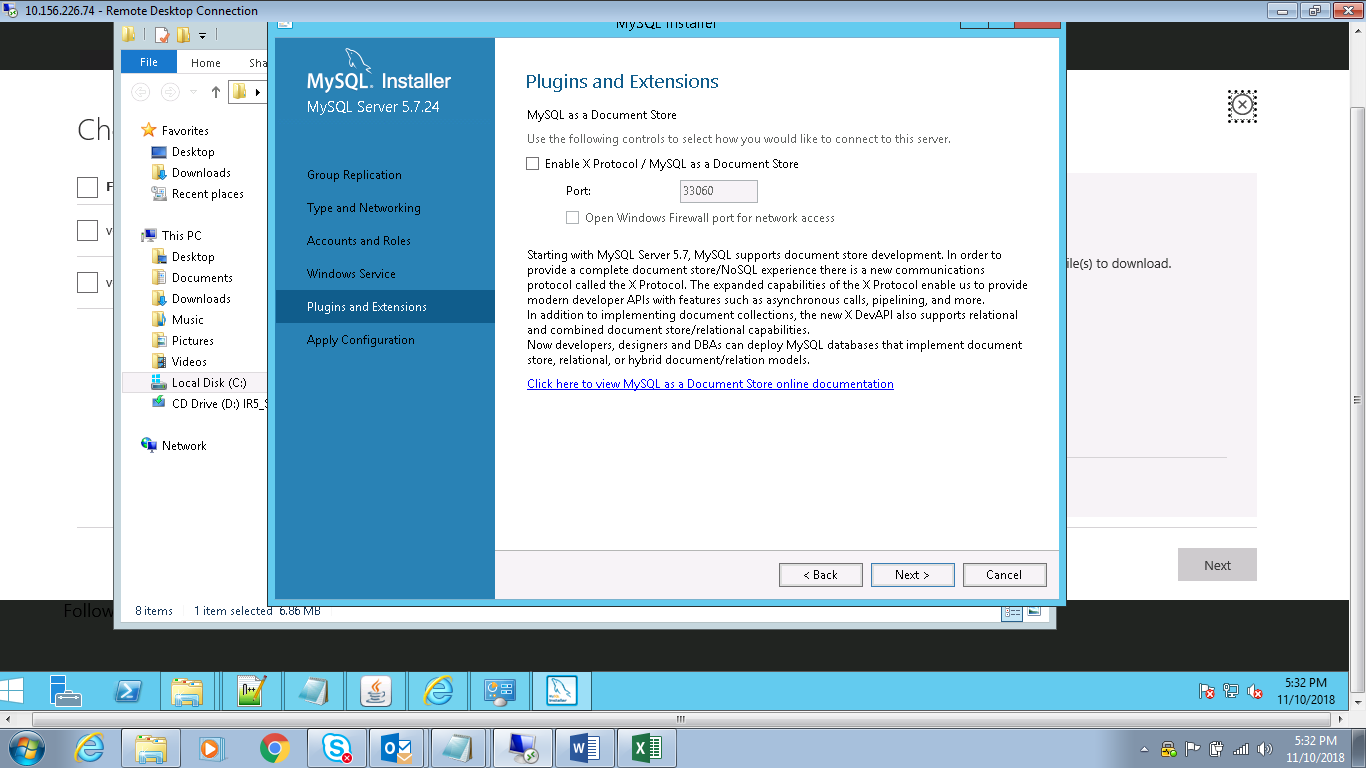 10.156.226.74 - Remote Desktop Connection
MySQL Installer
File
Home
Sha
MySQL. Installer
MySQL Server 5.7.24
Group Replication
Type and Networking
Accounts and Roles
Windows Service
Plugins and Extensions
Apply Configuration
Favorites
Desktop
Downloads
Recent places
This PC
Desktop
Documents
Downloads
Music
Pictures
Videos
Local Disk (C:)
CD Drive (D:) IR5_S
Network
8 items 1 item selected 6.86 MB
Ch
F
v
v
Follow
Plugins and Extensions
MySQL as a Document Store
Use the following controls to select how you would like to connect to this server.
Enable X Protocol / MySQL as a Document Store
Port: 33060
Open Windows Firewall port for network access
Starting with MySQL Server 5.7, MySQL supports document store development. In order to
provide a complete document store/NoSQL experience there is a new communications
protocol called the X Protocol. The expanded capabilities of the X Protocol enable us to provide
modern developer APIs with features such as asynchronous calls, pipelining, and more.
In addition to implementing document collections, the new X DevAPI also supports relational
and combined document store/relational capabilities.
Now developers, designers and DBAs can deploy MySQL databases that implement document
store, relational, or hybrid document/relation models.
Click here to view MySQL as a Document Store online documentation
< Back
Next >
Cancel
ile(s) to download.
Next
5:32 PM
11/10/2018
5:32 PM
11/10/2018